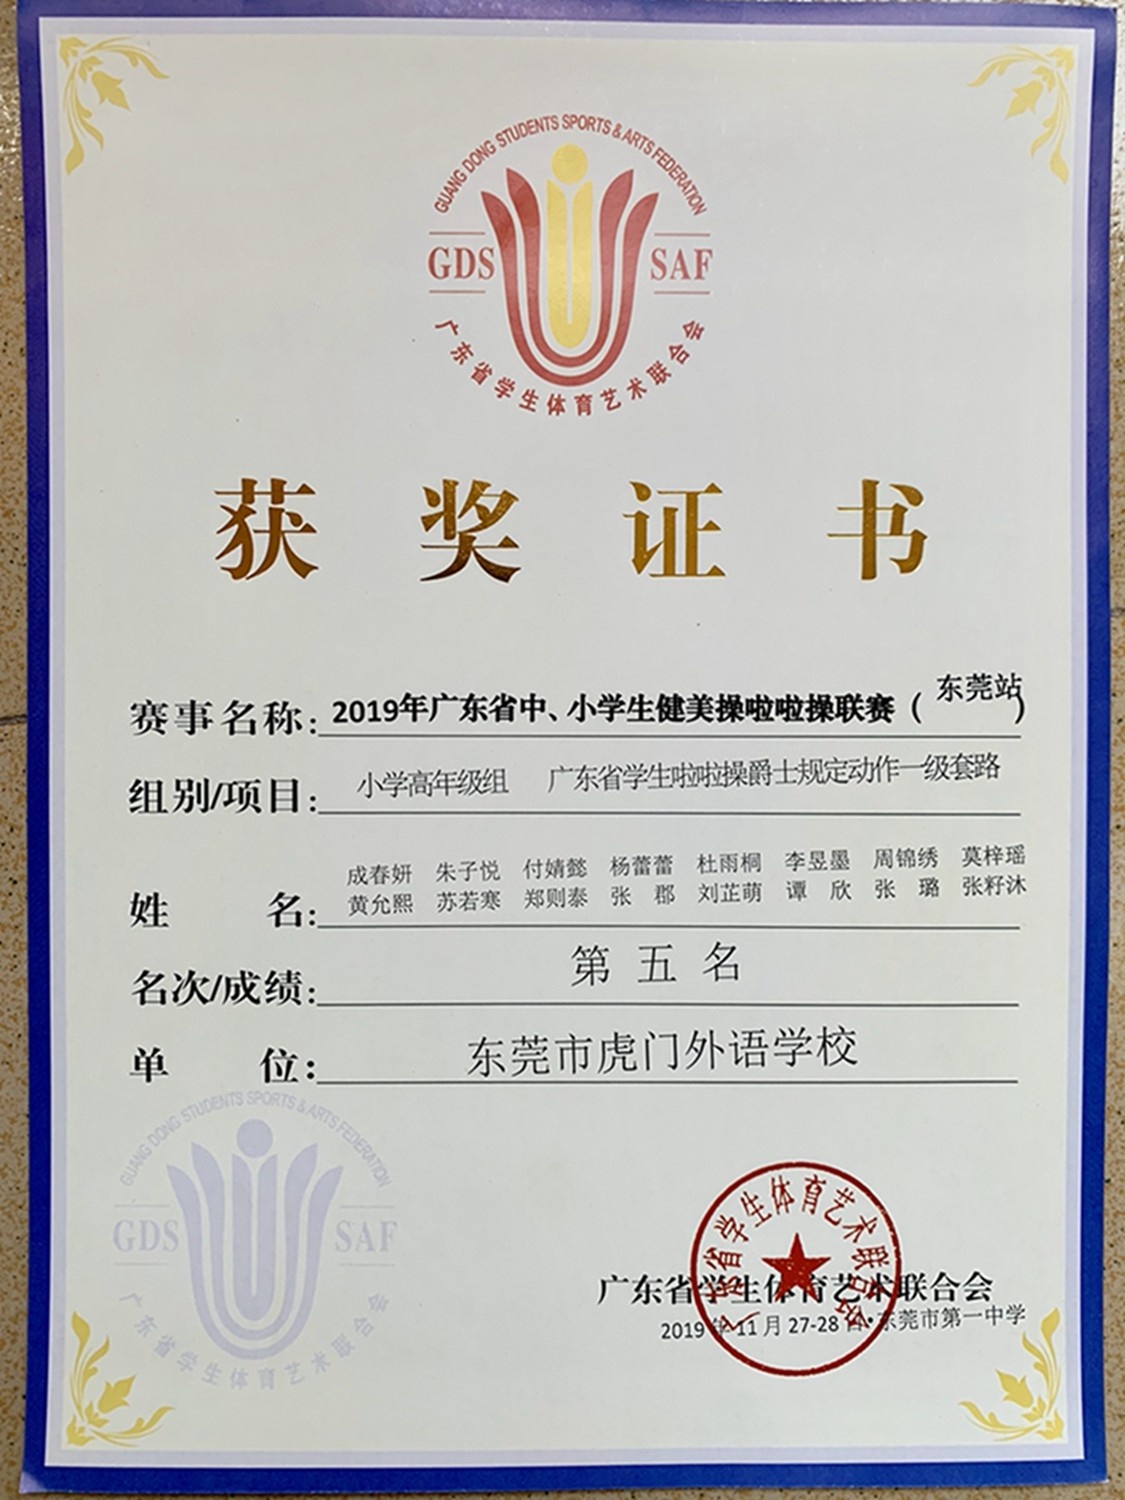 GUANG DONG STUDENTS SPORTS & ARTS FEDERATION
GDS SAF
广东省学生体育艺术联合会
获奖证书
赛事名称: 2019年广东省中、小学生健美操啦啦操联赛（东莞站）
组别/项目: 小学高年级组 广东省学生啦啦操爵士规定动作一级套路
成春妍 朱子悦 付婧懿 杨蕾蕾 杜雨桐 李昱墨 周锦绣 莫梓瑶
姓名: 黄允熙 苏若寒 郑则泰 张郡 刘芷萌 谭欣 张璐 张籽沐
名次/成绩: 第五名
单位: 东莞市虎门外语学校
GUANG DONG STUDENTS SPORTS & ARTS FEDERATION
GDS SAF
广东省学生体育艺术联合会
广东省学生体育艺术联合会
广东省学生体育艺术联合会
2019年11月27-28日•东莞市第一中学